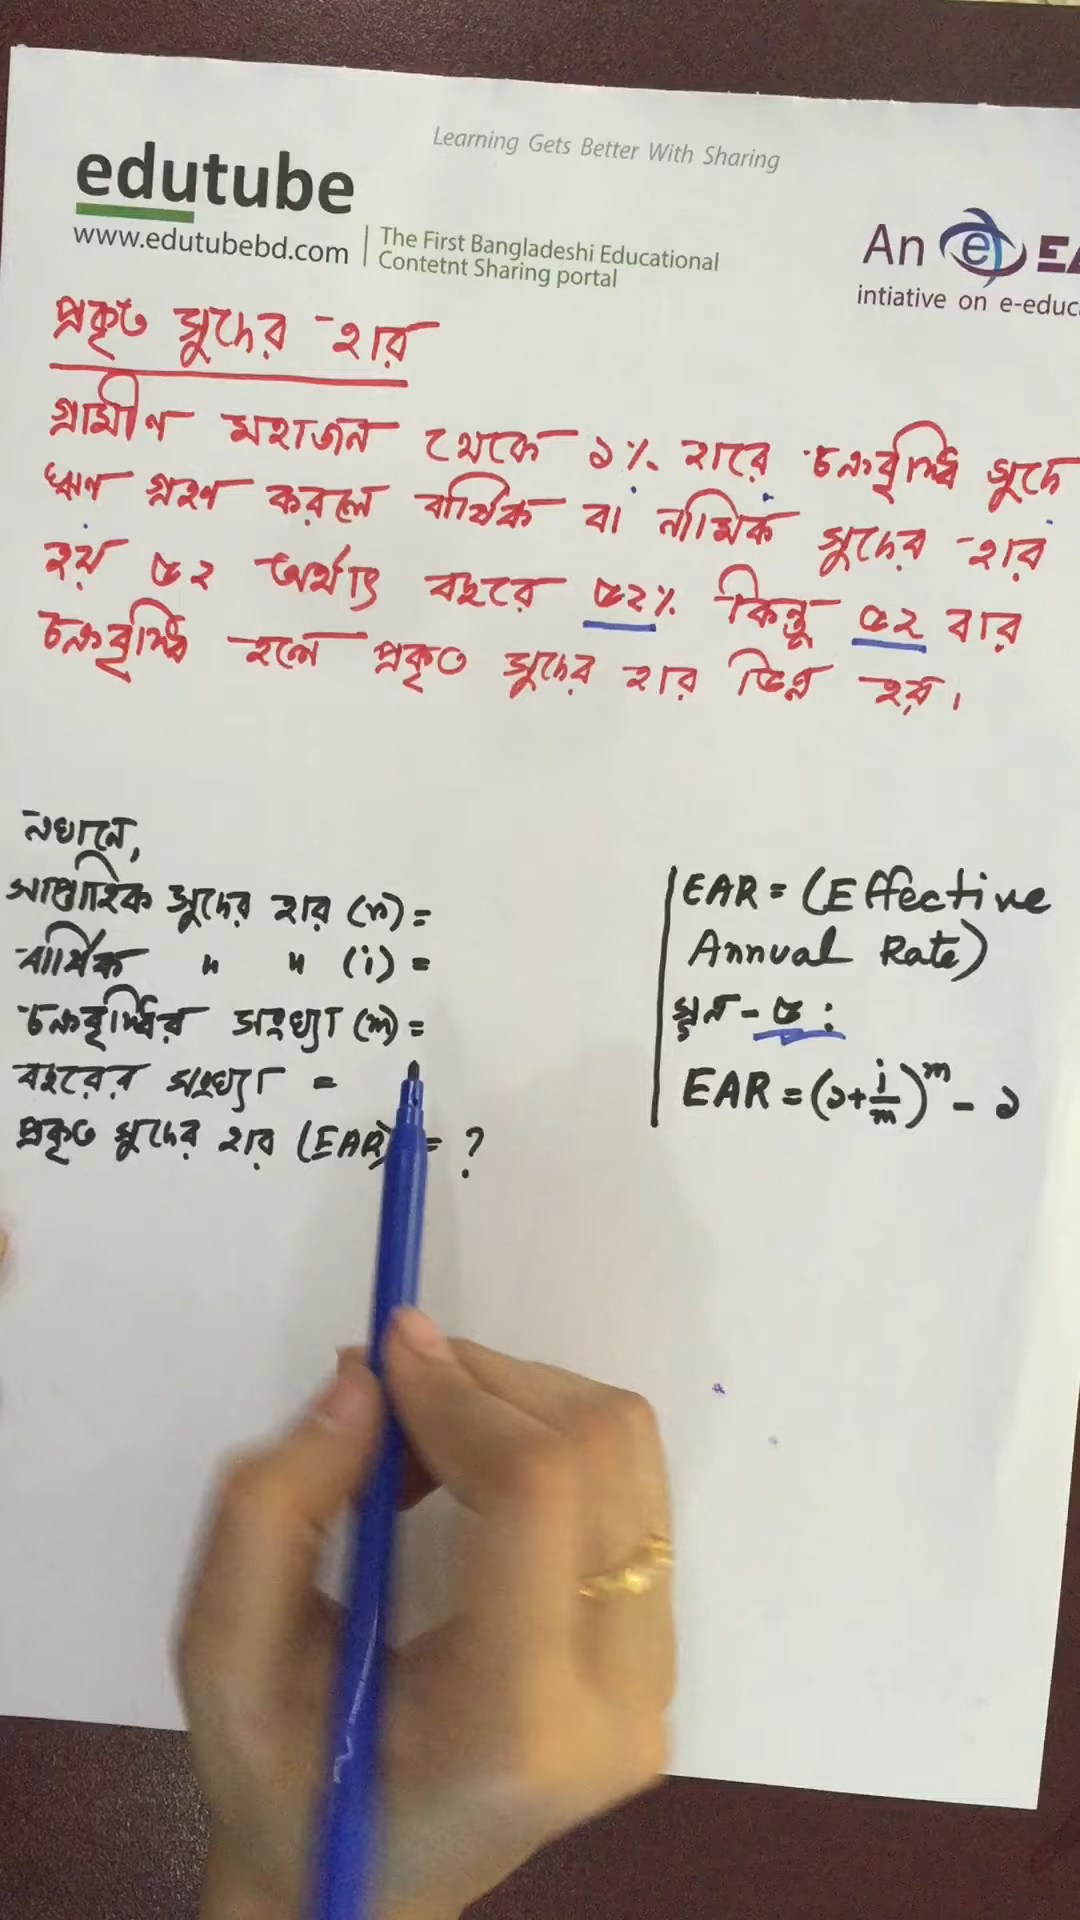 Learning Gets Better With Sharing
edutube
www.edutubebd.com
The First Bangladeshi Educational
Contetnt Sharing portal
An e EA
intiative on e-educ
প্রকৃত সুদের হার
গ্রামীণ মহাজন থেকে ১% হারে চক্রবৃদ্ধি সুদে
ঋণ গ্রহণ করলে বার্ষিক বা নামিক সুদের হার
হয় ৫২ অর্থাৎ বছরে ৫২% কিন্তু ৫২ বার
চক্রবৃদ্ধি হলে প্রকৃত সুদের হার ভিন্ন হয়।
এখানে,
সাপ্তাহিক সুদের হার (r) =
বার্ষিক " " (i) =
চক্রবৃদ্ধির সংখ্যা (m) =
বছরের সংখ্যা =
প্রকৃত সুদের হার (EAR) = ?
EAR = (Effective
Annual Rate)
সূত্র - ৫ :
EAR = (১+i/m)^m - ১